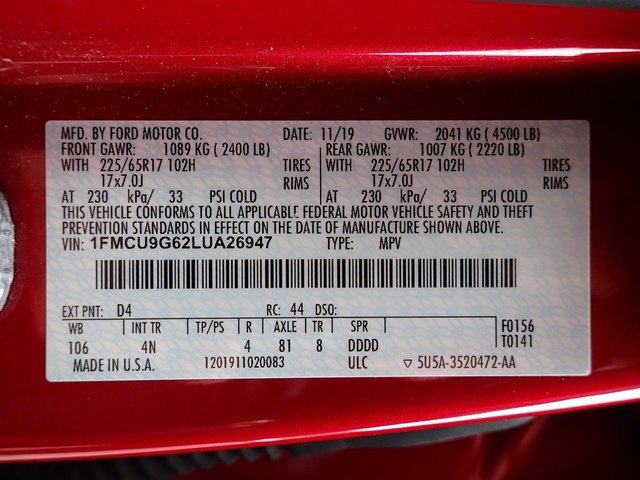 MFD. BY FORD MOTOR CO. DATE: 11/19 GVWR: 2041 KG ( 4500 LB)
FRONT GAWR: 1089 KG ( 2400 LB) REAR GAWR: 1007 KG ( 2220 LB)
WITH 225/65R17 102H TIRES WITH 225/65R17 102H TIRES
17x7.0J RIMS 17x7.0J RIMS
AT 230 kPa/ 33 PSI COLD AT 230 kPa/ 33 PSI COLD
THIS VEHICLE CONFORMS TO ALL APPLICABLE FEDERAL MOTOR VEHICLE SAFETY AND THEFT
PREVENTION STANDARDS IN EFFECT ON THE DATE OF MANUFACTURE SHOWN ABOVE.
VIN: 1FMCU9G62LUA26947 TYPE: MPV
EXT PNT: D4 RC: 44 DSO:
WB INT TR TP/PS R AXLE TR SPR F0156
106 4N 4 81 8 DDDD T0141
MADE IN U.S.A. 1201911020083 ULC ▽ 5U5A-3520472-AA